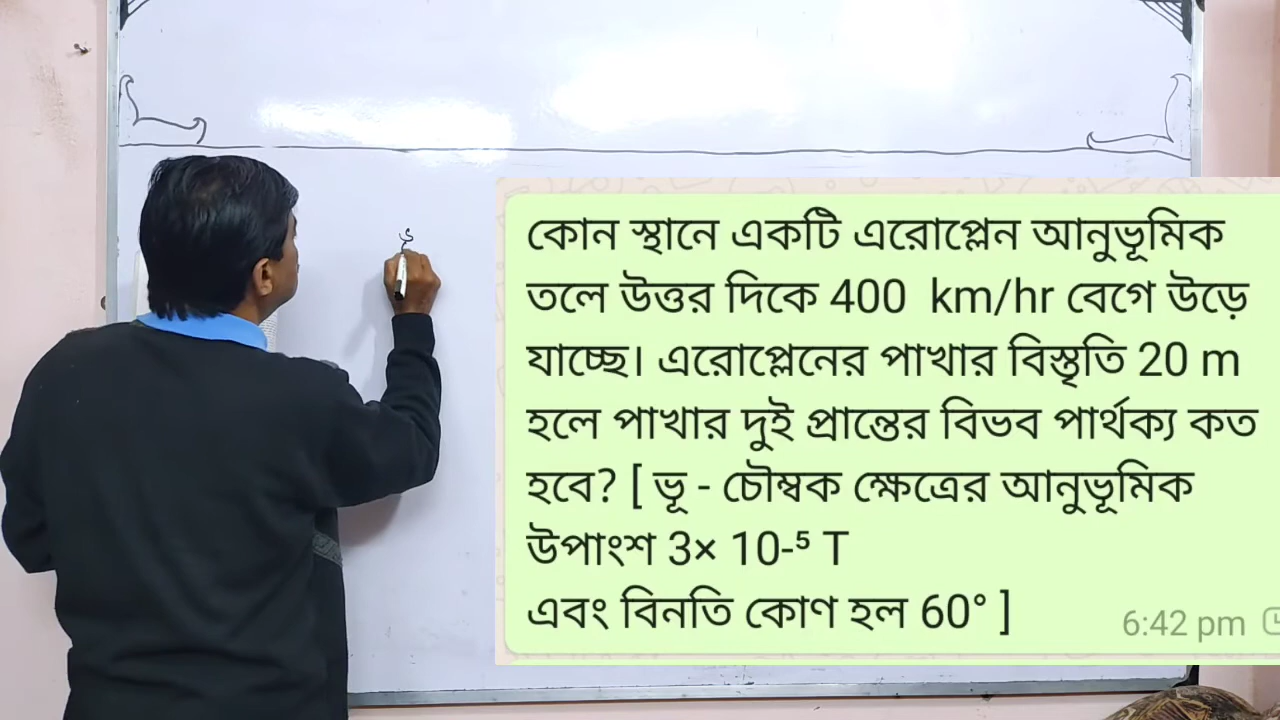 কোন স্থানে একটি এরোপ্লেন আনুভূমিক
তলে উত্তর দিকে 400 km/hr বেগে উড়ে
যাচ্ছে। এরোপ্লেনের পাখার বিস্তৃতি 20 m
হলে পাখার দুই প্রান্তের বিভব পার্থক্য কত
হবে? [ ভূ - চৌম্বক ক্ষেত্রের আনুভূমিক
উপাংশ 3× 10-⁵ T
এবং বিনতি কোণ হল 60° ]
6:42 pm